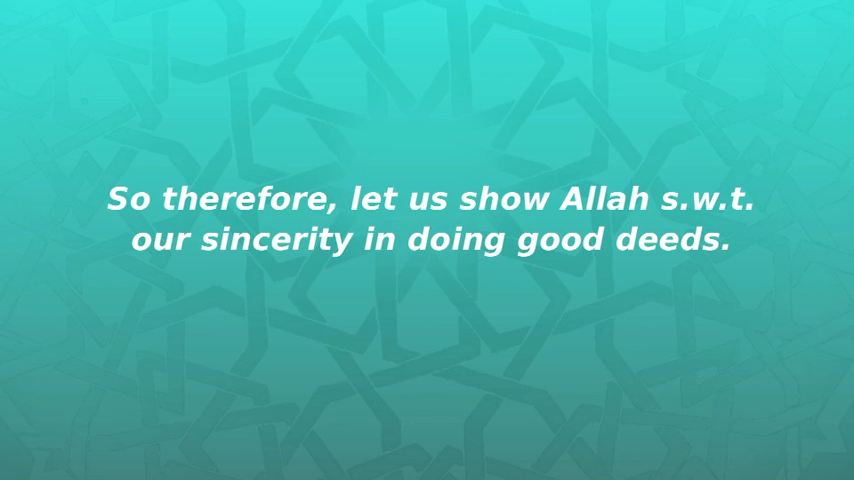 So therefore, let us show Allah s.w.t.
our sincerity in doing good deeds.